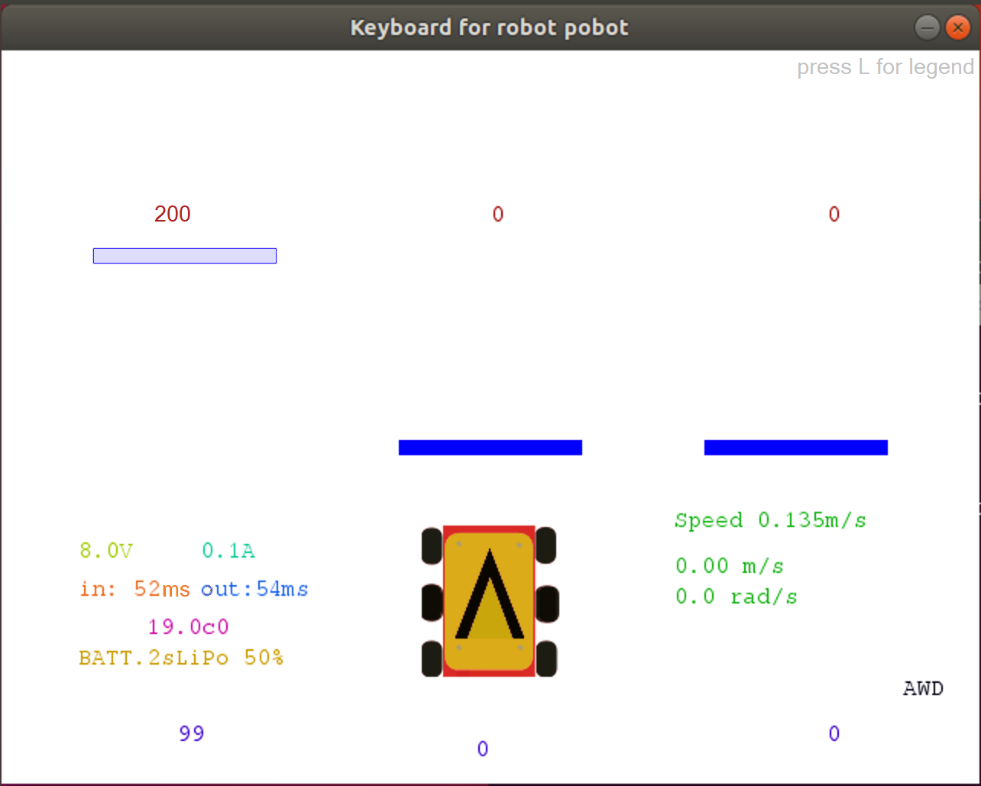 Keyboard for robot pobot
press L for legend
200 0 0
Speed 0.135m/s
8.0V 0.1A
0.00 m/s
in: 52ms out:54ms
0.0 rad/s
19.0c0
BATT.2sLiPo 50%
AWD
99 0 0